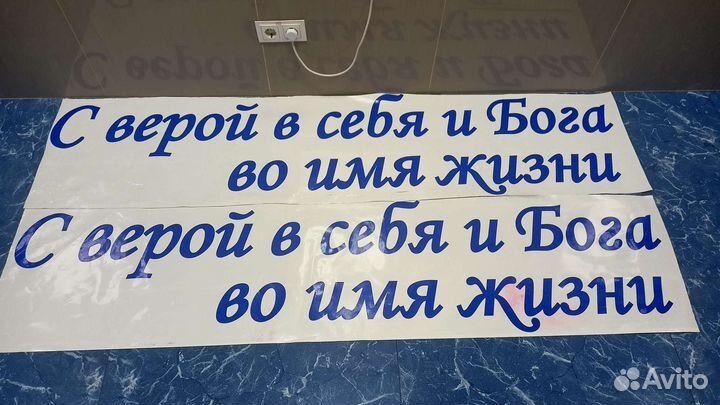 С верой в себя и Бога
во имя жизни
С верой в себя и Бога
во имя жизни
Avito